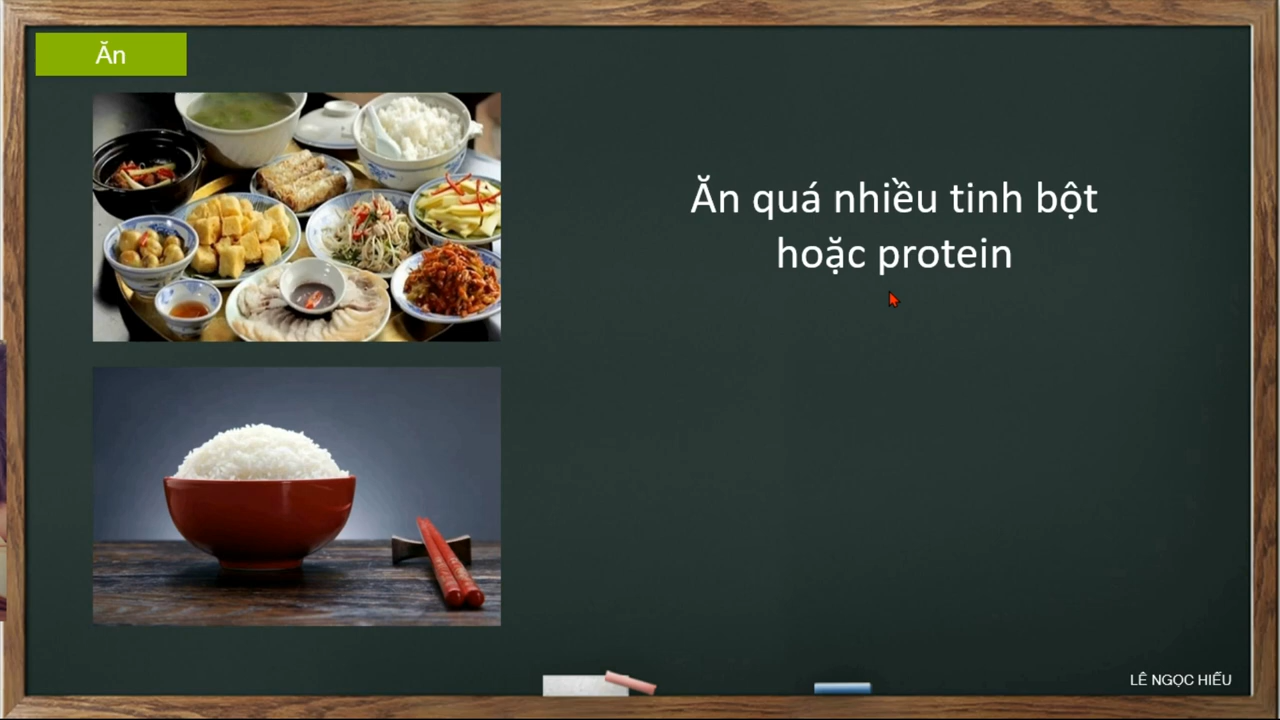 Ăn
Ăn quá nhiều tinh bột
hoặc protein
LÊ NGỌC HIẾU